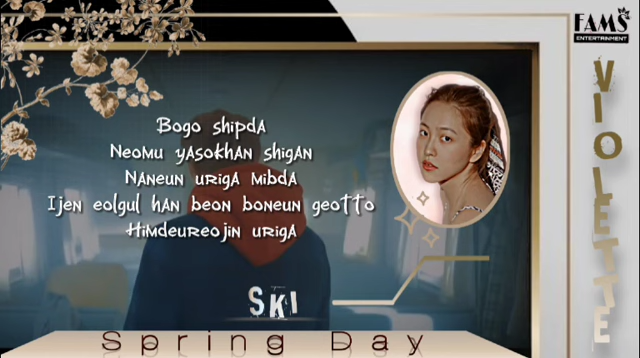 FAMS
ENTERTAINMENT
VIOLETTE
Bogo shipda
Neomu yasokhan shigan
Naneun uriga mibda
Ijen eolgul han beon boneun geotto
Himdeureojin uriga
SKI
Spring Day